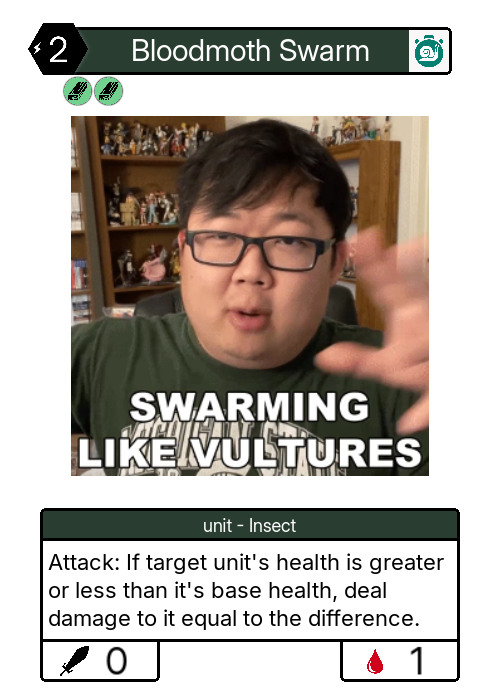 2
Bloodmoth Swarm
SWARMING
LIKE VULTURES
unit - Insect
Attack: If target unit's health is greater
or less than it's base health, deal
damage to it equal to the difference.
0
1